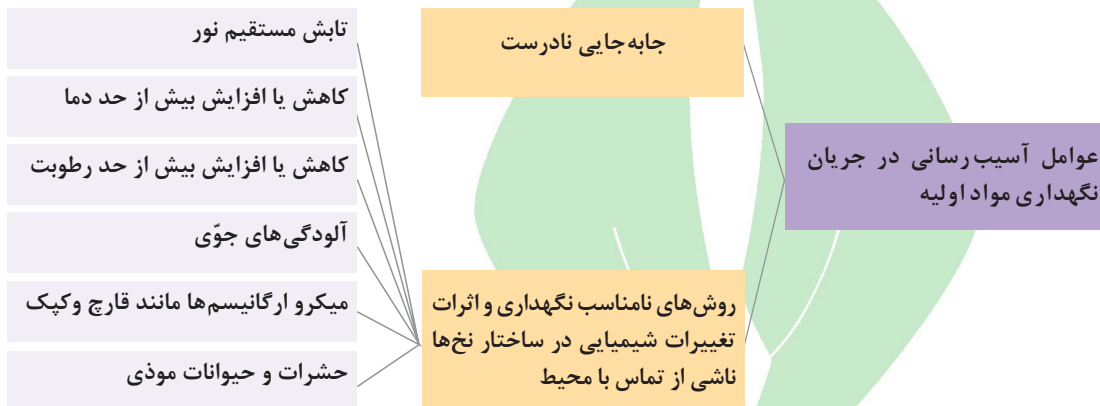 عوامل آسیب‌رسانی در جریان
نگهداری مواد اولیه
جابه‌جایی نادرست
روش‌های نامناسب نگهداری و اثرات
تغییرات شیمیایی در ساختار نخ‌ها
ناشی از تماس با محیط
تابش مستقیم نور
کاهش یا افزایش بیش از حد دما
کاهش یا افزایش بیش از حد رطوبت
آلودگی‌های جوّی
میکرو ارگانیسم‌ها مانند قارچ وکپک
حشرات و حیوانات موذی